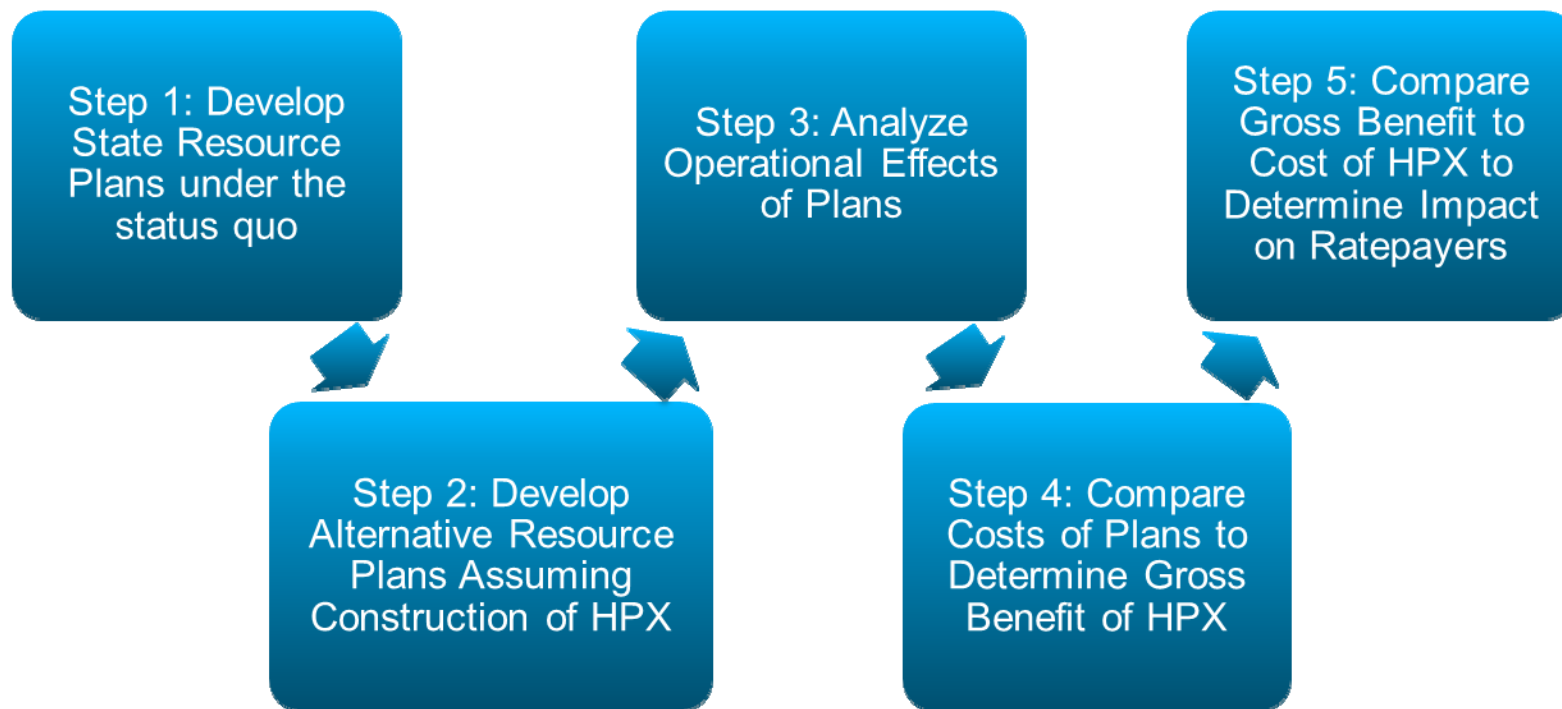 Step 1: Develop
State Resource
Plans under the
status quo
Step 2: Develop
Alternative Resource
Plans Assuming
Construction of HPX
Step 3: Analyze
Operational Effects
of Plans
Step 4: Compare
Costs of Plans to
Determine Gross
Benefit of HPX
Step 5: Compare
Gross Benefit to
Cost of HPX to
Determine Impact
on Ratepayers